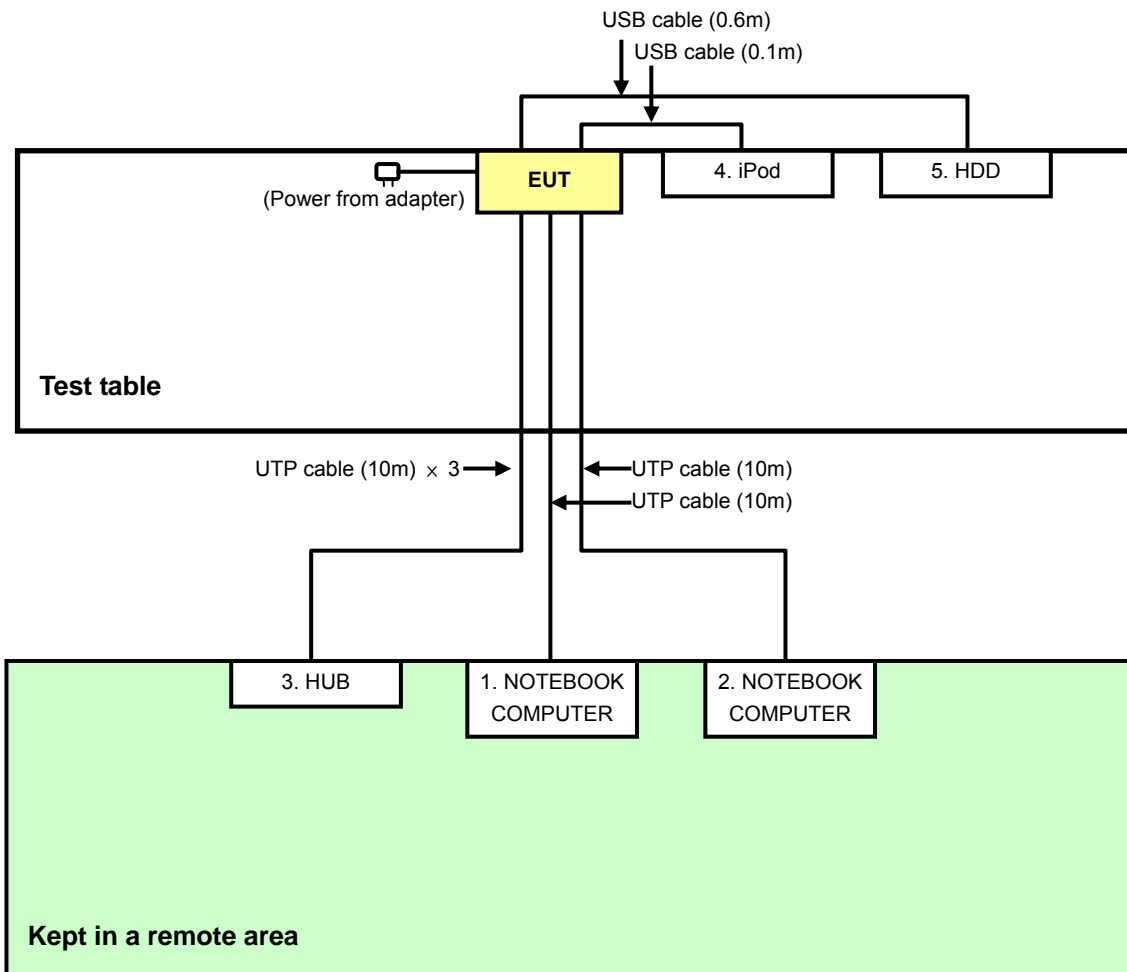 USB cable (0.6m)
USB cable (0.1m)
EUT
4. iPod
5. HDD
(Power from adapter)
Test table
UTP cable (10m) × 3
UTP cable (10m)
UTP cable (10m)
3. HUB
1. NOTEBOOK
COMPUTER
2. NOTEBOOK
COMPUTER
Kept in a remote area